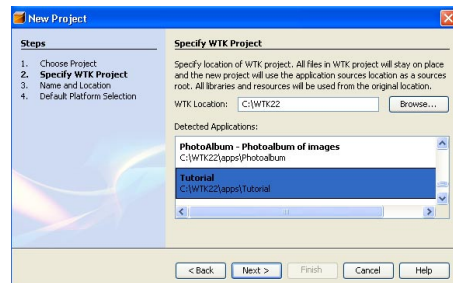 New Project
Steps
1. Choose Project
2. Specify WTK Project
3. Name and Location
4. Default Platform Selection
Specify WTK Project
Specify location of WTK project. All files in WTK project will stay on place
and the new project will use the application sources location as a sources
root. All libraries and resources will be used from the original location.
WTK Location: C:\WTK22 Browse...
Detected Applications:
PhotoAlbum - Photoalbum of images
C:\WTK22\apps\Photoalbum
Tutorial
C:\WTK22\apps\Tutorial
< Back Next > Finish Cancel Help